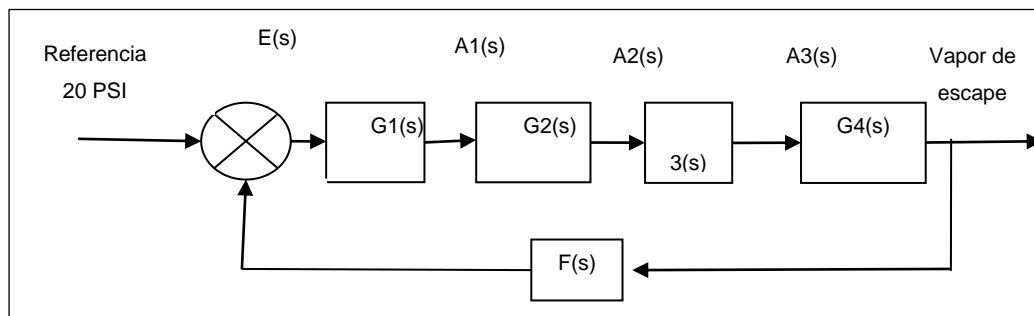 Referencia
20 PSI
E(s)
A1(s)
A2(s)
A3(s)
Vapor de
escape
G1(s)
G2(s)
3(s)
G4(s)
F(s)